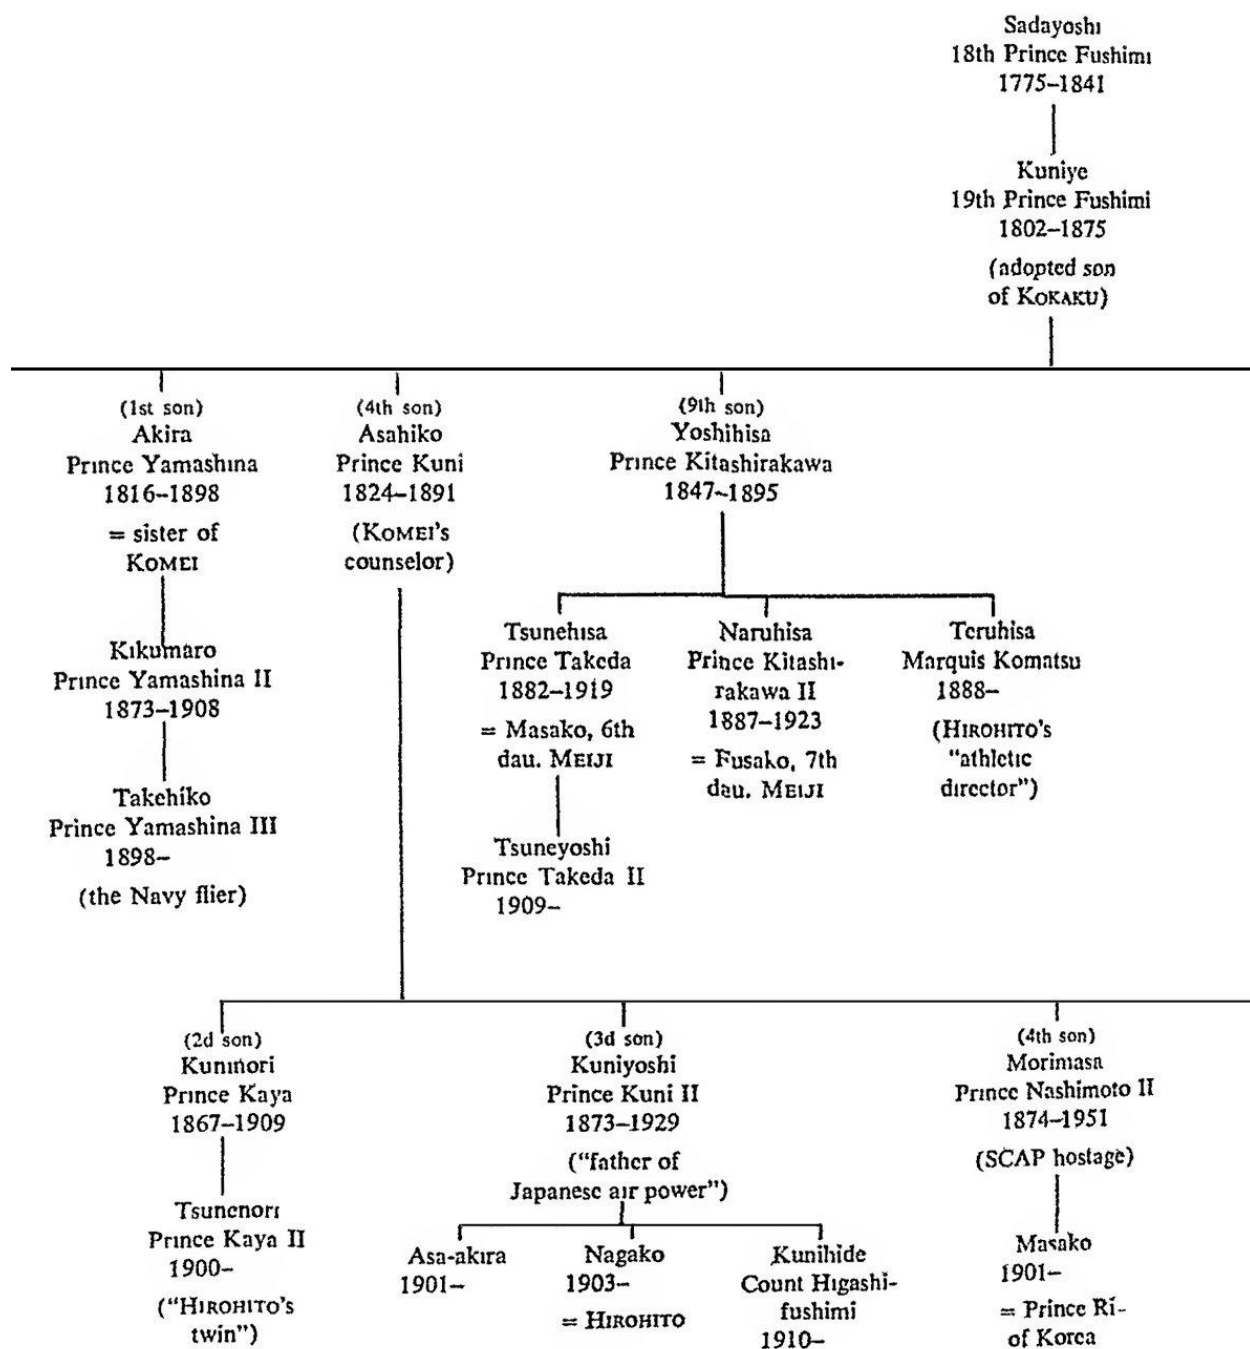 Sadayoshi
18th Prince Fushimi
1775–1841
Kuniye
19th Prince Fushimi
1802–1875
(adopted son
of KOKAKU)
(1st son)
Akira
Prince Yamashina
1816–1898
= sister of
KOMEI
Kikumaro
Prince Yamashina II
1873–1908
Takehiko
Prince Yamashina III
1898–
(the Navy flier)
(4th son)
Asahiko
Prince Kuni
1824–1891
(KOMEI's
counselor)
(9th son)
Yoshihisa
Prince Kitashirakawa
1847–1895
Tsunehisa
Prince Takeda
1882–1919
= Masako, 6th
dau. MEIJI
Tsuneyoshi
Prince Takeda II
1909–
Naruhisa
Prince Kitashi-
rakawa II
1887–1923
= Fusako, 7th
dau. MEIJI
Teruhisa
Marquis Komatsu
1888–
(HIROHITO's
"athletic
director")
(2d son)
Kuninori
Prince Kaya
1867–1909
Tsunenori
Prince Kaya II
1900–
("HIROHITO's
twin")
(3d son)
Kuniyoshi
Prince Kuni II
1873–1929
("father of
Japanese air power")
Asa-akira
1901–
Nagako
1903–
= HIROHITO
Kunihide
Count Higashi-
fushimi
1910–
(4th son)
Morimasa
Prince Nashimoto II
1874–1951
(SCAP hostage)
Masako
1901–
= Prince Ri-
of Korea